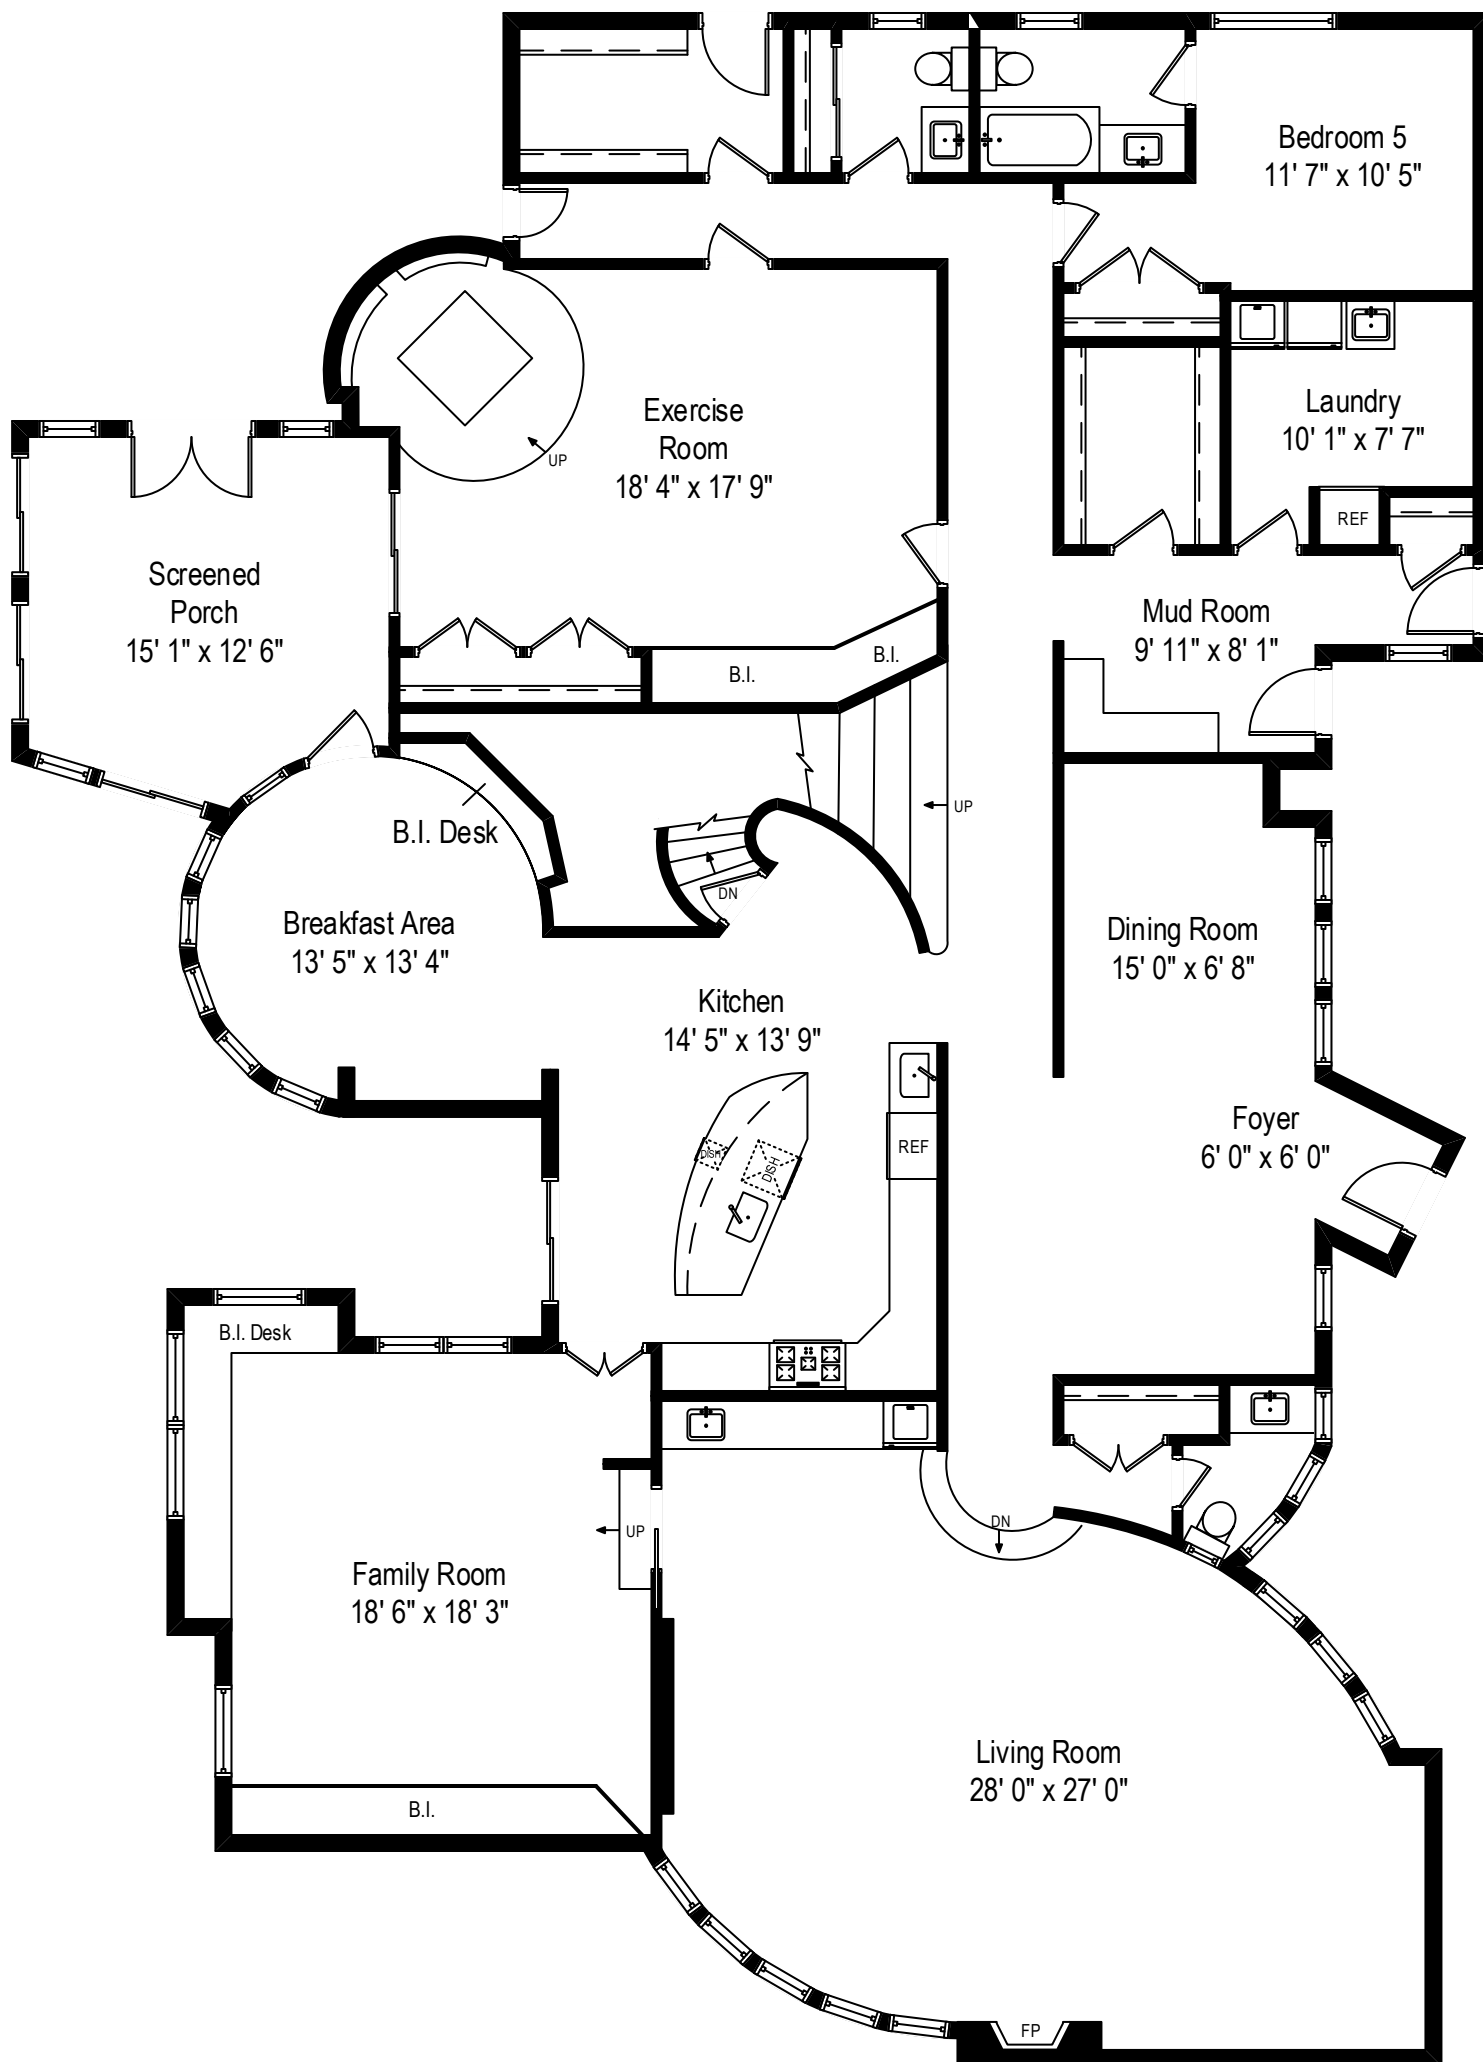 Bedroom 5
11' 7" x 10' 5"
Exercise
Room
18' 4" x 17' 9"
UP
Laundry
10' 1" x 7' 7"
REF
Screened
Porch
15' 1" x 12' 6"
Mud Room
9' 11" x 8' 1"
B.I.
B.I.
B.I. Desk
UP
DN
Breakfast Area
13' 5" x 13' 4"
Dining Room
15' 0" x 6' 8"
Kitchen
14' 5" x 13' 9"
Foyer
6' 0" x 6' 0"
REF
DISH
DISH
B.I. Desk
UP
DN
Family Room
18' 6" x 18' 3"
Living Room
28' 0" x 27' 0"
B.I.
FP